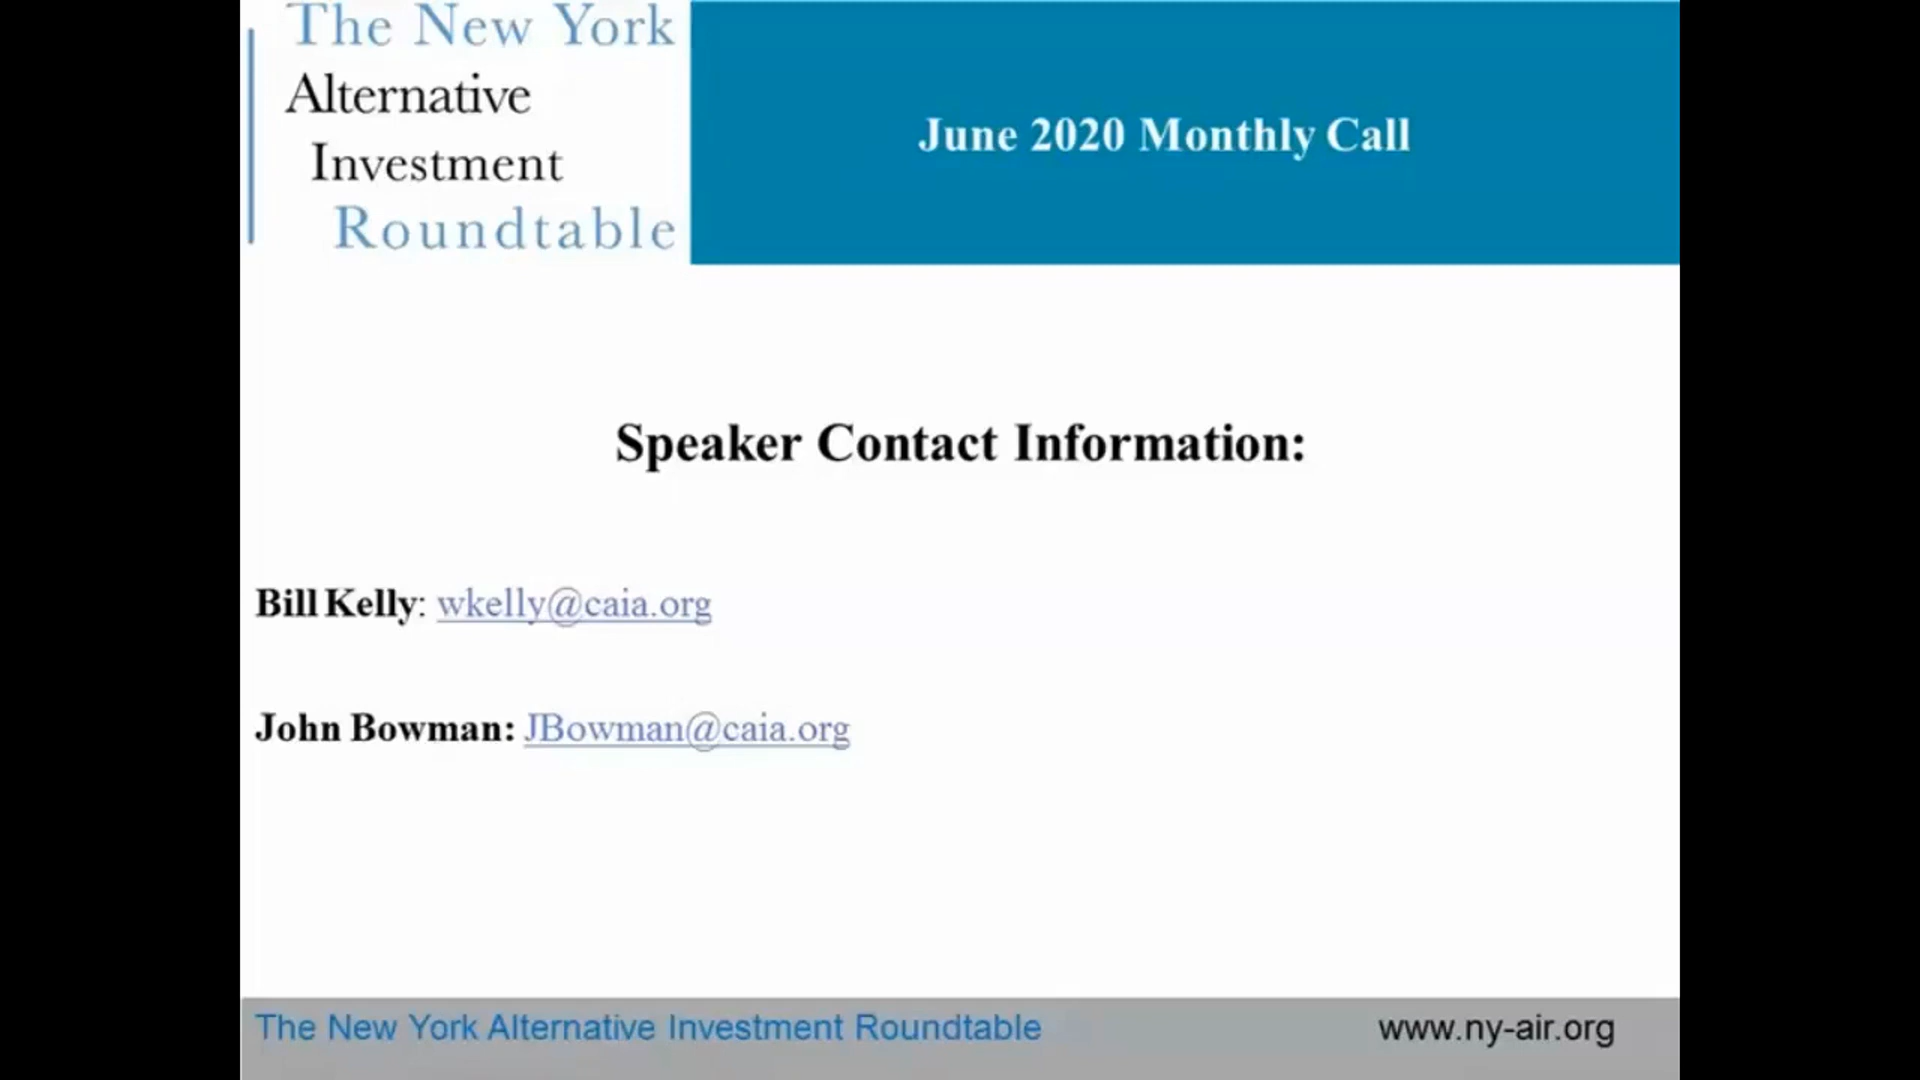 The New York
Alternative
Investment
Roundtable
June 2020 Monthly Call
Speaker Contact Information:
Bill Kelly: wkelly@caia.org
John Bowman: JBowman@caia.org
The New York Alternative Investment Roundtable
www.ny-air.org